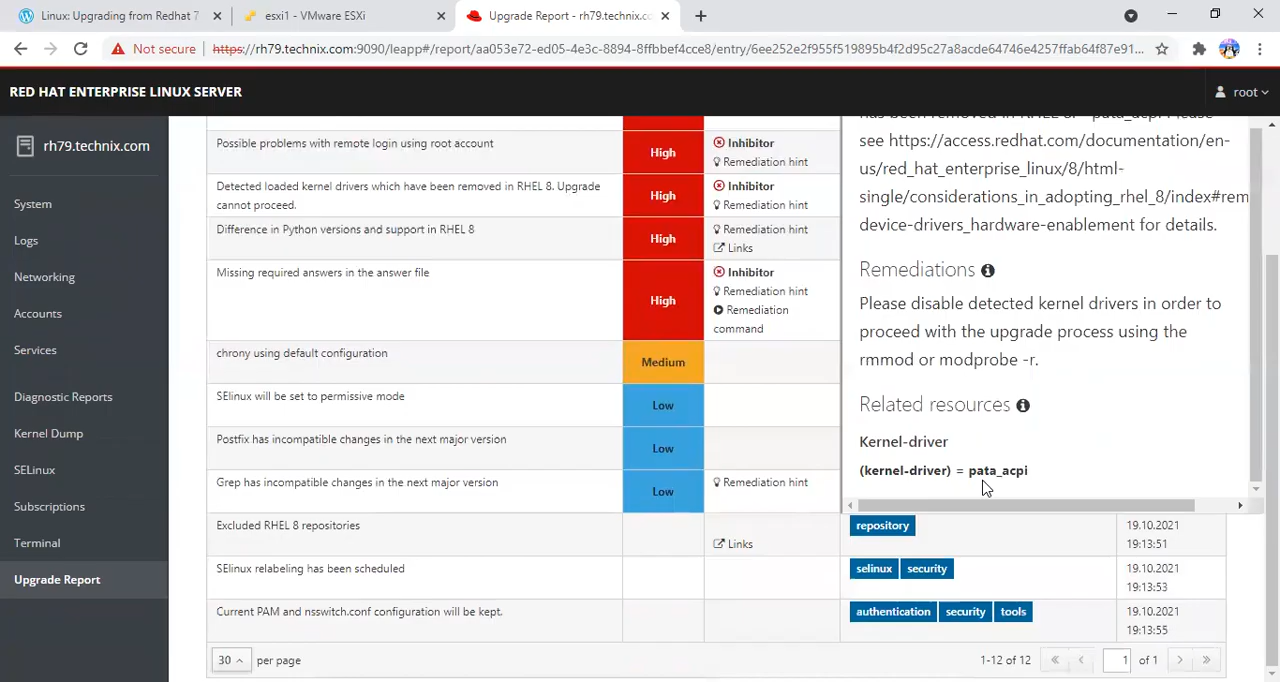 Linux: Upgrading from Redhat 7
esxi1 - VMware ESXi
Upgrade Report - rh79.technix.cc
Not secure
https://rh79.technix.com:9090/leapp#/report/aa053e72-ed05-4e3c-8894-8ffbbef4cce8/entry/6ee252e2f955f519895b4f2d95c27a8acde64746e4257ffab64f87e91...
RED HAT ENTERPRISE LINUX SERVER
root
rh79.technix.com
System
Logs
Networking
Accounts
Services
Diagnostic Reports
Kernel Dump
SELinux
Subscriptions
Terminal
Upgrade Report
Possible problems with remote login using root account
High
Inhibitor
Remediation hint
Detected loaded kernel drivers which have been removed in RHEL 8. Upgrade
cannot proceed.
High
Inhibitor
Remediation hint
Difference in Python versions and support in RHEL 8
High
Remediation hint
Links
Missing required answers in the answer file
High
Inhibitor
Remediation hint
Remediation
command
chrony using default configuration
Medium
SElinux will be set to permissive mode
Low
Postfix has incompatible changes in the next major version
Low
Grep has incompatible changes in the next major version
Low
Remediation hint
Excluded RHEL 8 repositories
Links
repository
19.10.2021
19:13:51
SElinux relabeling has been scheduled
selinux security
19.10.2021
19:13:53
Current PAM and nsswitch.conf configuration will be kept.
authentication security tools
19.10.2021
19:13:55
see https://access.redhat.com/documentation/en-
us/red_hat_enterprise_linux/8/html-
single/considerations_in_adopting_rhel_8/index#rem
device-drivers_hardware-enablement for details.
Remediations
Please disable detected kernel drivers in order to
proceed with the upgrade process using the
rmmod or modprobe -r.
Related resources
Kernel-driver
(kernel-driver) = pata_acpi
30 per page
1-12 of 12
1 of 1